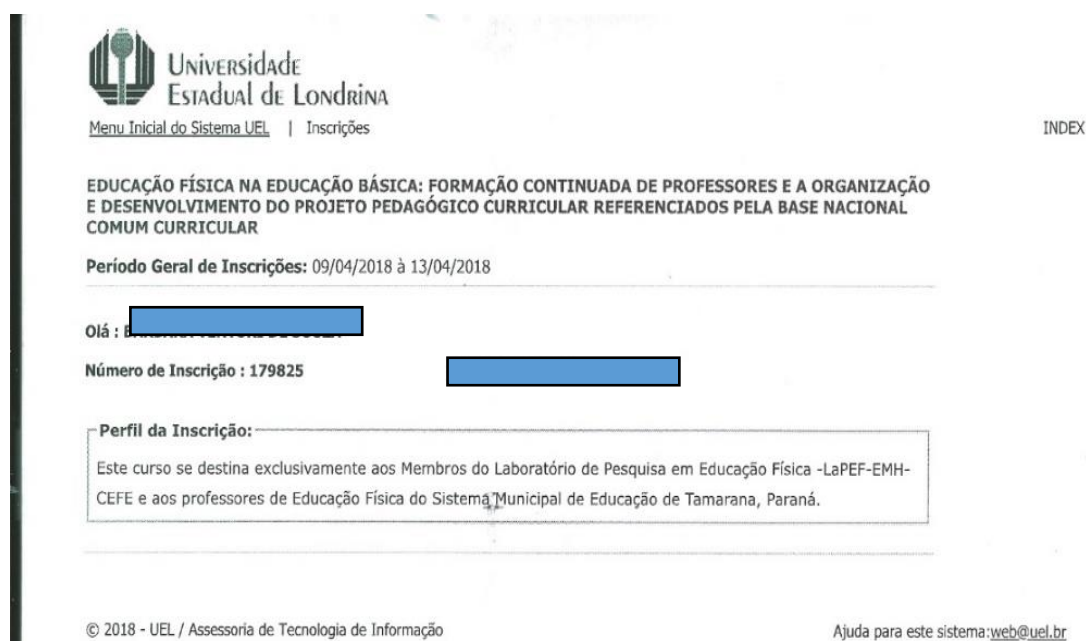 Universidade
Estadual de Londrina
Menu Inicial do Sistema UEL | Inscrições
INDEX
EDUCAÇÃO FÍSICA NA EDUCAÇÃO BÁSICA: FORMAÇÃO CONTINUADA DE PROFESSORES E A ORGANIZAÇÃO
E DESENVOLVIMENTO DO PROJETO PEDAGÓGICO CURRICULAR REFERENCIADOS PELA BASE NACIONAL
COMUM CURRICULAR
Período Geral de Inscrições: 09/04/2018 à 13/04/2018
Olá :
Número de Inscrição : 179825
Perfil da Inscrição:
Este curso se destina exclusivamente aos Membros do Laboratório de Pesquisa em Educação Física -LaPEF-EMH-
CEFE e aos professores de Educação Física do Sistema Municipal de Educação de Tamarana, Paraná.
© 2018 - UEL / Assessoria de Tecnologia de Informação
Ajuda para este sistema:web@uel.br